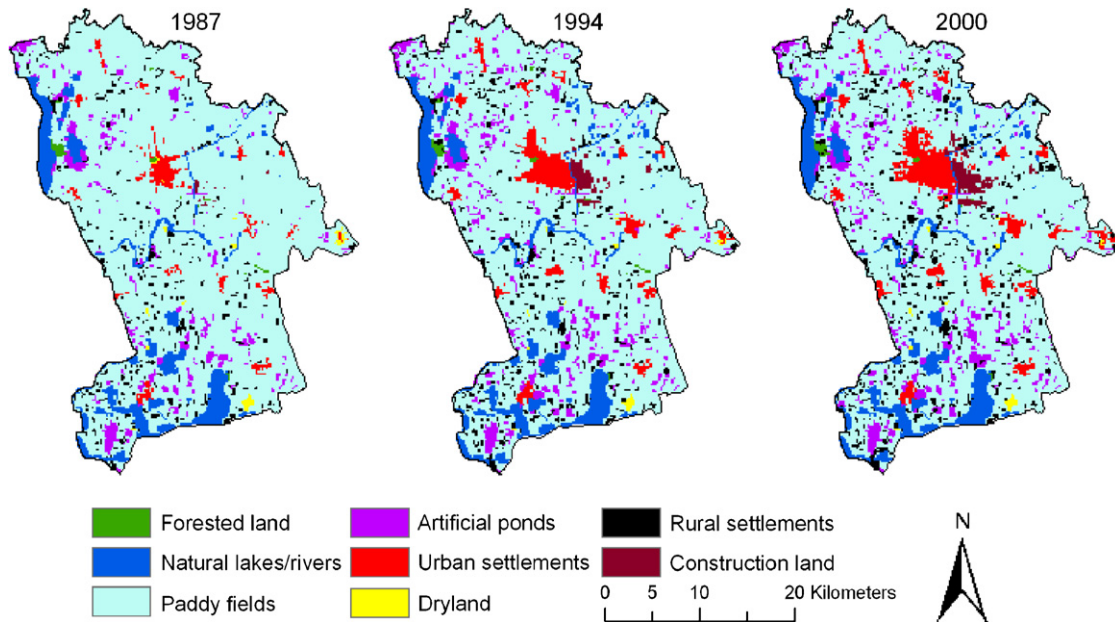 1987
1994
2000
Forested land
Artificial ponds
Rural settlements
Natural lakes/rivers
Urban settlements
Construction land
Paddy fields
Dryland
0 5 10 20 Kilometers
N